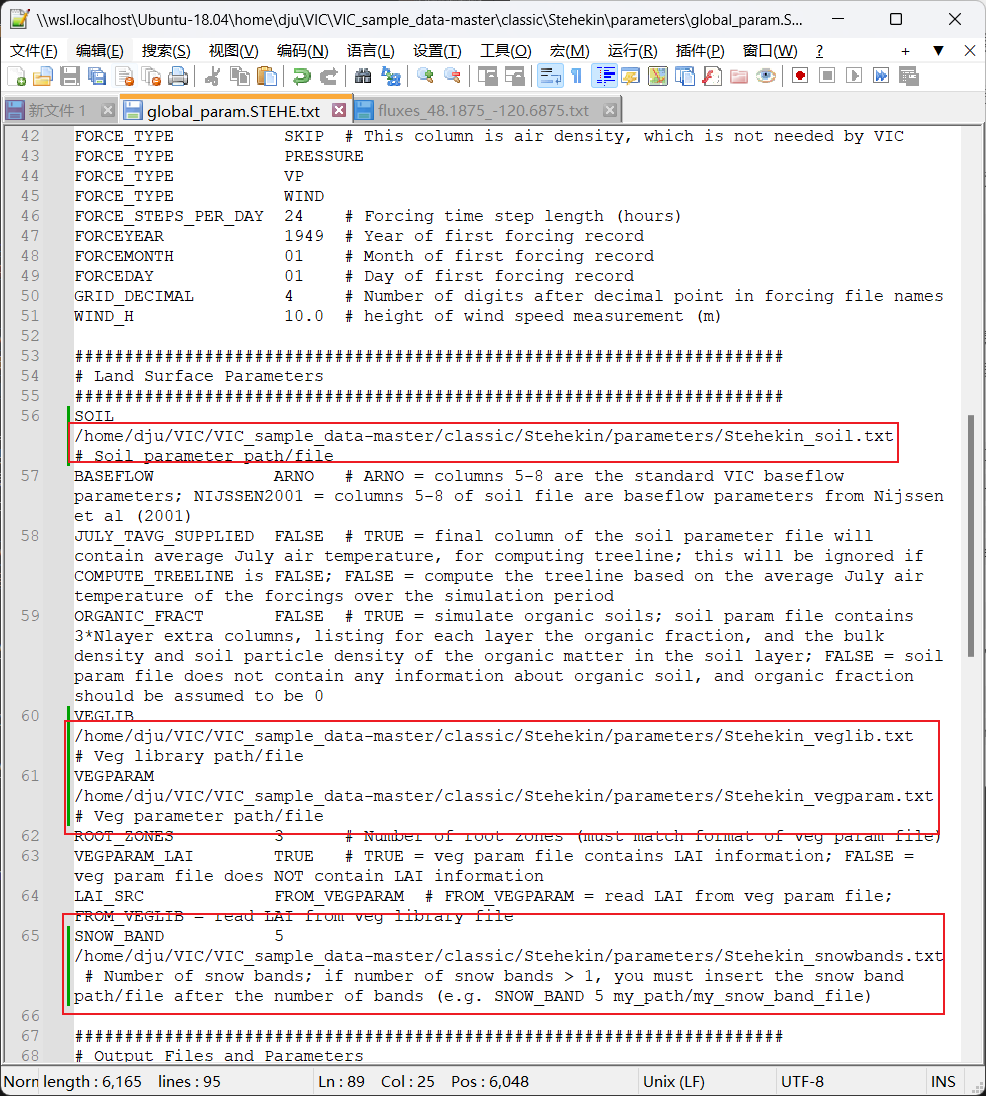 \\wsl.localhost\Ubuntu-18.04\home\dju\VIC\VIC_sample_data-master\classic\Stehekin\parameters\global_param.S...
文件(F) 编辑(E) 搜索(S) 视图(V) 编码(N) 语言(L) 设置(T) 工具(O) 宏(M) 运行(R) 插件(P) 窗口(W) ? + ▼ X
新文件 1 global_param.STEHE.txt fluxes_48.1875_-120.6875.txt
42 FORCE_TYPE SKIP # This column is air density, which is not needed by VIC
43 FORCE_TYPE PRESSURE
44 FORCE_TYPE VP
45 FORCE_TYPE WIND
46 FORCE_STEPS_PER_DAY 24 # Forcing time step length (hours)
47 FORCEYEAR 1949 # Year of first forcing record
48 FORCEMONTH 01 # Month of first forcing record
49 FORCEDAY 01 # Day of first forcing record
50 GRID_DECIMAL 4 # Number of digits after decimal point in forcing file names
51 WIND_H 10.0 # height of wind speed measurement (m)
52
53 #######################################################################
54 # Land Surface Parameters
55 #######################################################################
56 SOIL
/home/dju/VIC/VIC_sample_data-master/classic/Stehekin/parameters/Stehekin_soil.txt
# Soil parameter path/file
57 BASEFLOW ARNO # ARNO = columns 5-8 are the standard VIC baseflow
parameters; NIJSSEN2001 = columns 5-8 of soil file are baseflow parameters from Nijssen
et al (2001)
58 JULY_TAVG_SUPPLIED FALSE # TRUE = final column of the soil parameter file will
contain average July air temperature, for computing treeline; this will be ignored if
COMPUTE_TREELINE is FALSE; FALSE = compute the treeline based on the average July air
temperature of the forcings over the simulation period
59 ORGANIC_FRACT FALSE # TRUE = simulate organic soils; soil param file contains
3*Nlayer extra columns, listing for each layer the organic fraction, and the bulk
density and soil particle density of the organic matter in the soil layer; FALSE = soil
param file does not contain any information about organic soil, and organic fraction
should be assumed to be 0
60 VEGLIB
/home/dju/VIC/VIC_sample_data-master/classic/Stehekin/parameters/Stehekin_veglib.txt
# Veg library path/file
61 VEGPARAM
/home/dju/VIC/VIC_sample_data-master/classic/Stehekin/parameters/Stehekin_vegparam.txt
# Veg parameter path/file
62 ROOT_ZONES 3 # Number of root zones (must match format of veg param file)
63 VEGPARAM_LAI TRUE # TRUE = veg param file contains LAI information; FALSE =
veg param file does NOT contain LAI information
64 LAI_SRC FROM_VEGPARAM # FROM_VEGPARAM = read LAI from veg param file;
FROM_VEGLIB = read LAI from veg library file
65 SNOW_BAND 5
/home/dju/VIC/VIC_sample_data-master/classic/Stehekin/parameters/Stehekin_snowbands.txt
# Number of snow bands; if number of snow bands > 1, you must insert the snow band
path/file after the number of bands (e.g. SNOW_BAND 5 my_path/my_snow_band_file)
66
67 #######################################################################
68 # Output Files and Parameters
Norn length : 6,165 lines : 95 Ln : 89 Col : 25 Pos : 6,048 Unix (LF) UTF-8 INS